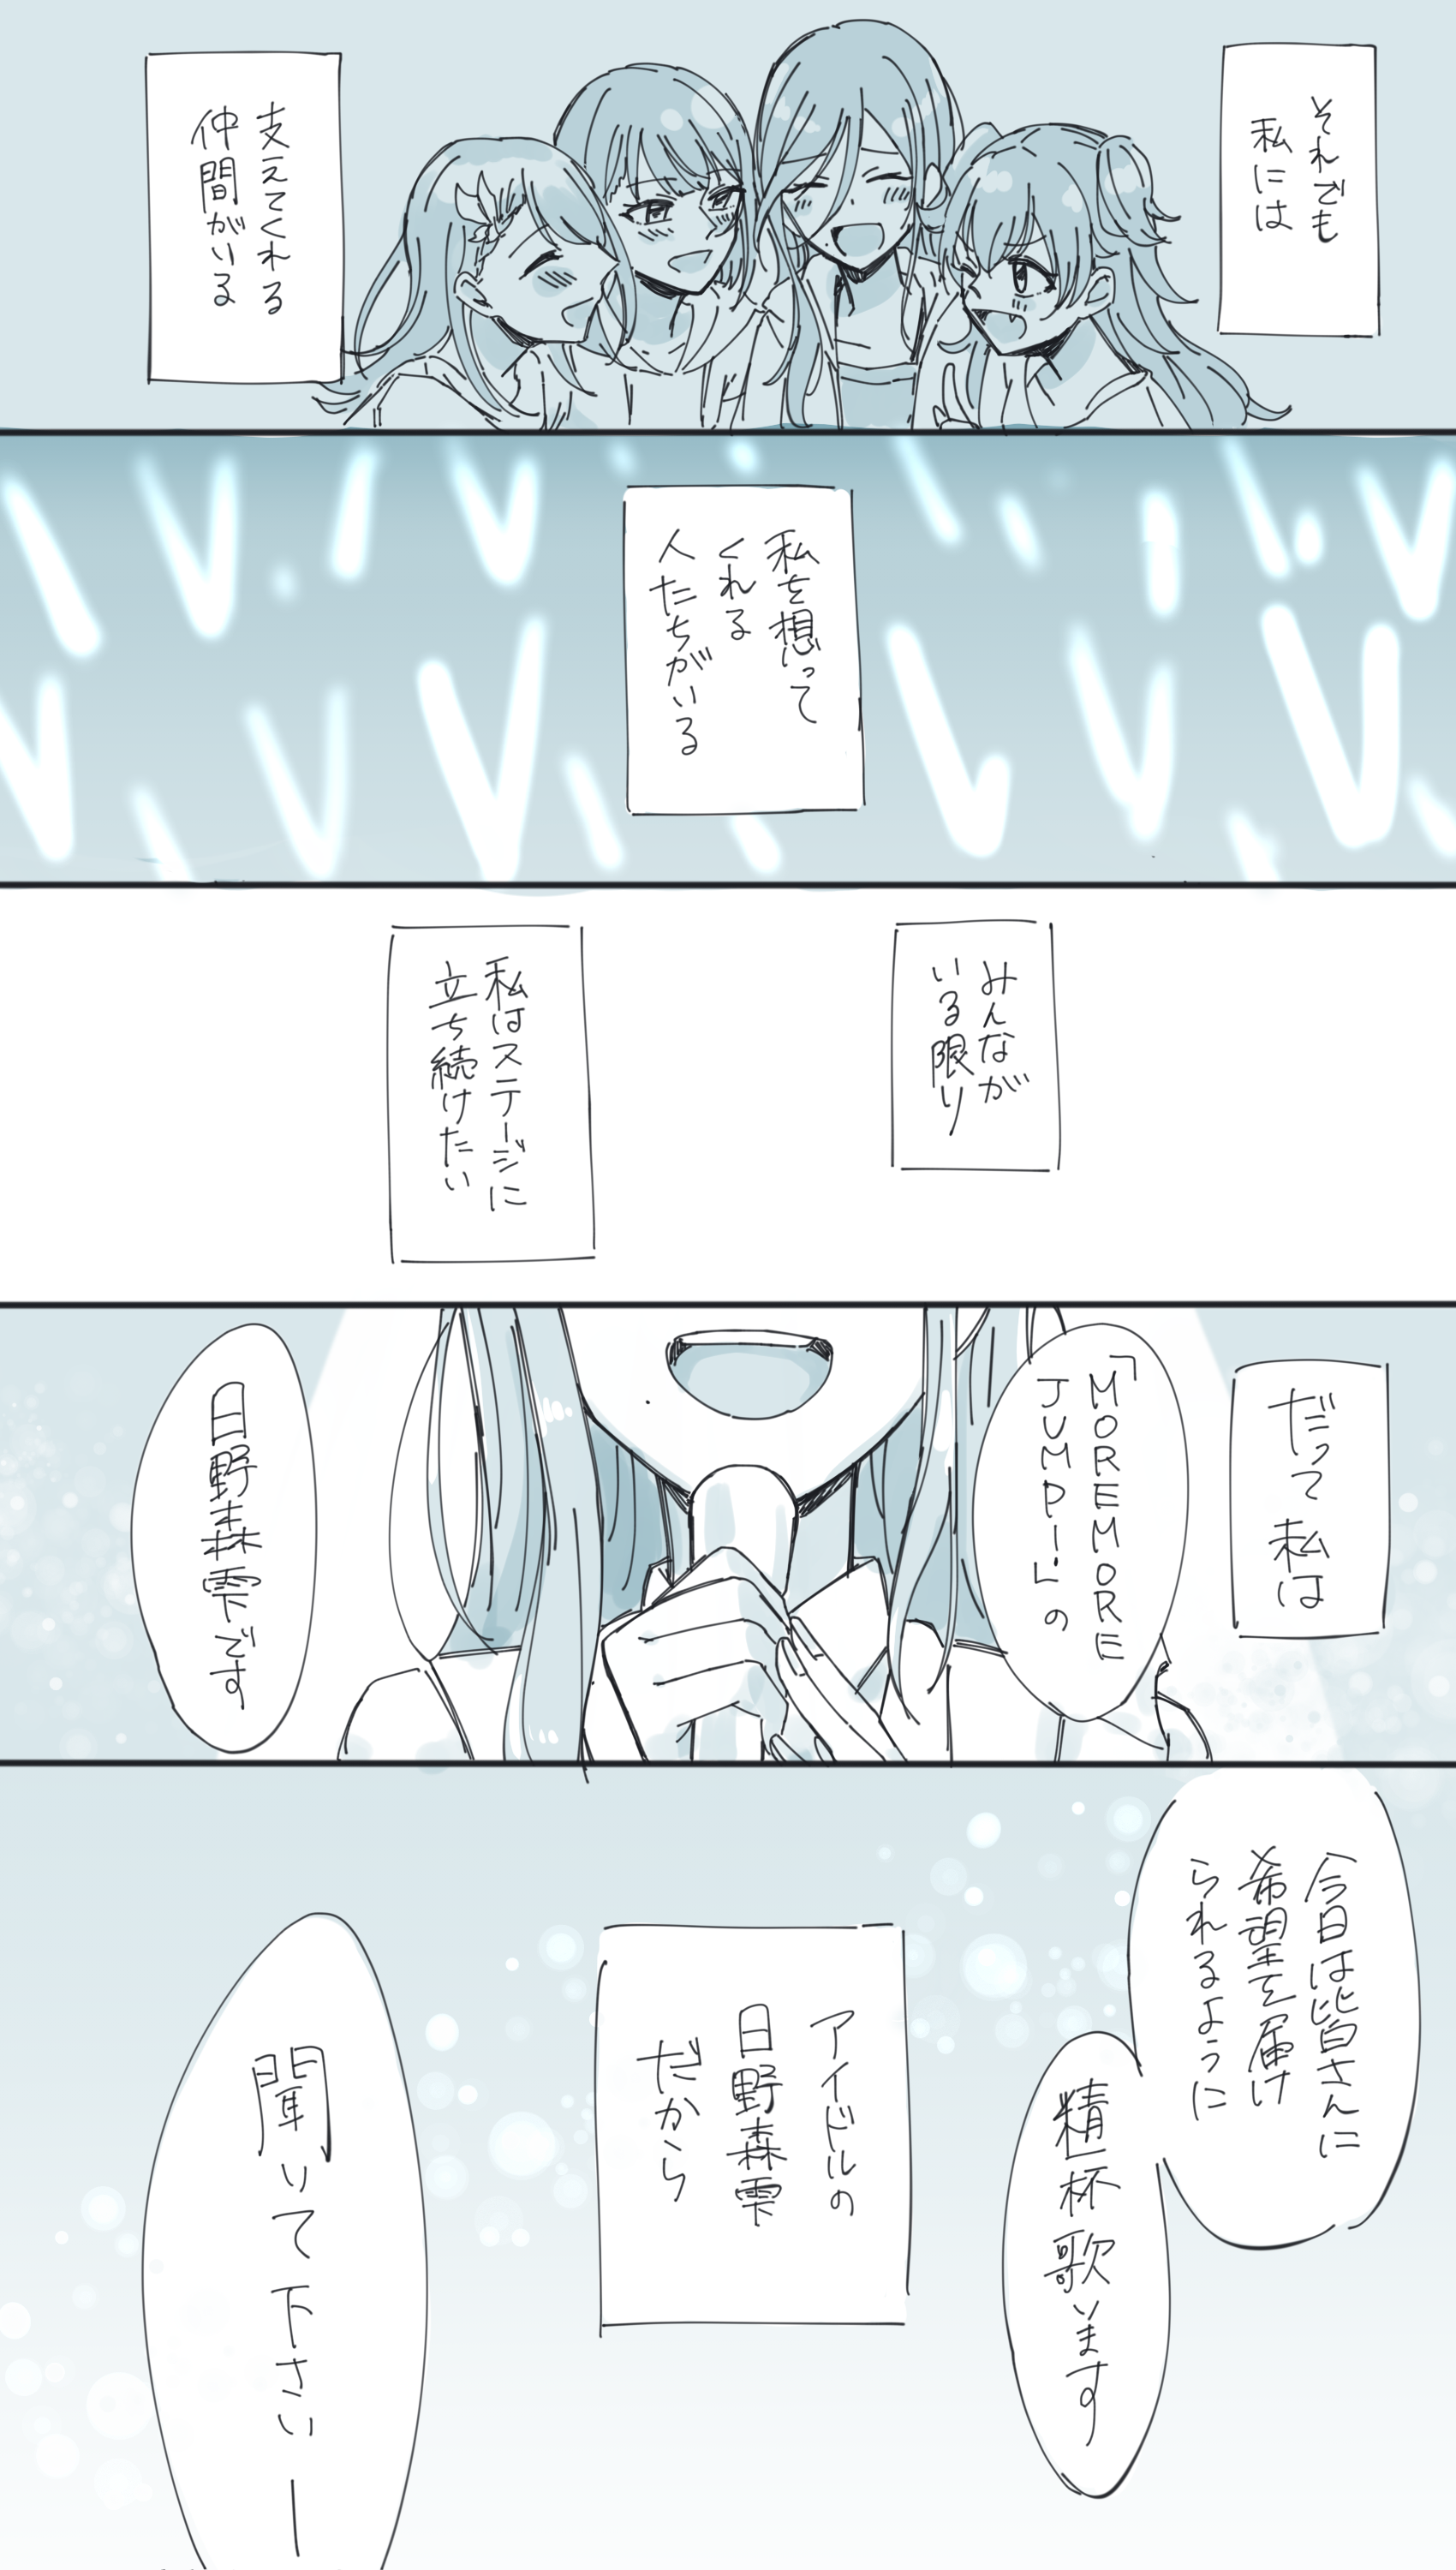 それでも
私には
支えてくれる
仲間がいる
私を想って
くれる
人たちがいる
みんなが
いる限り
私はステージに
立ち続けたい
だって私は
「MOREMORE
JUMP!」の
日野森雫です
今日は皆さんに
希望を届け
られるように
精一杯歌います
アイドルの
日野森雫
だから
聞いて下さい—